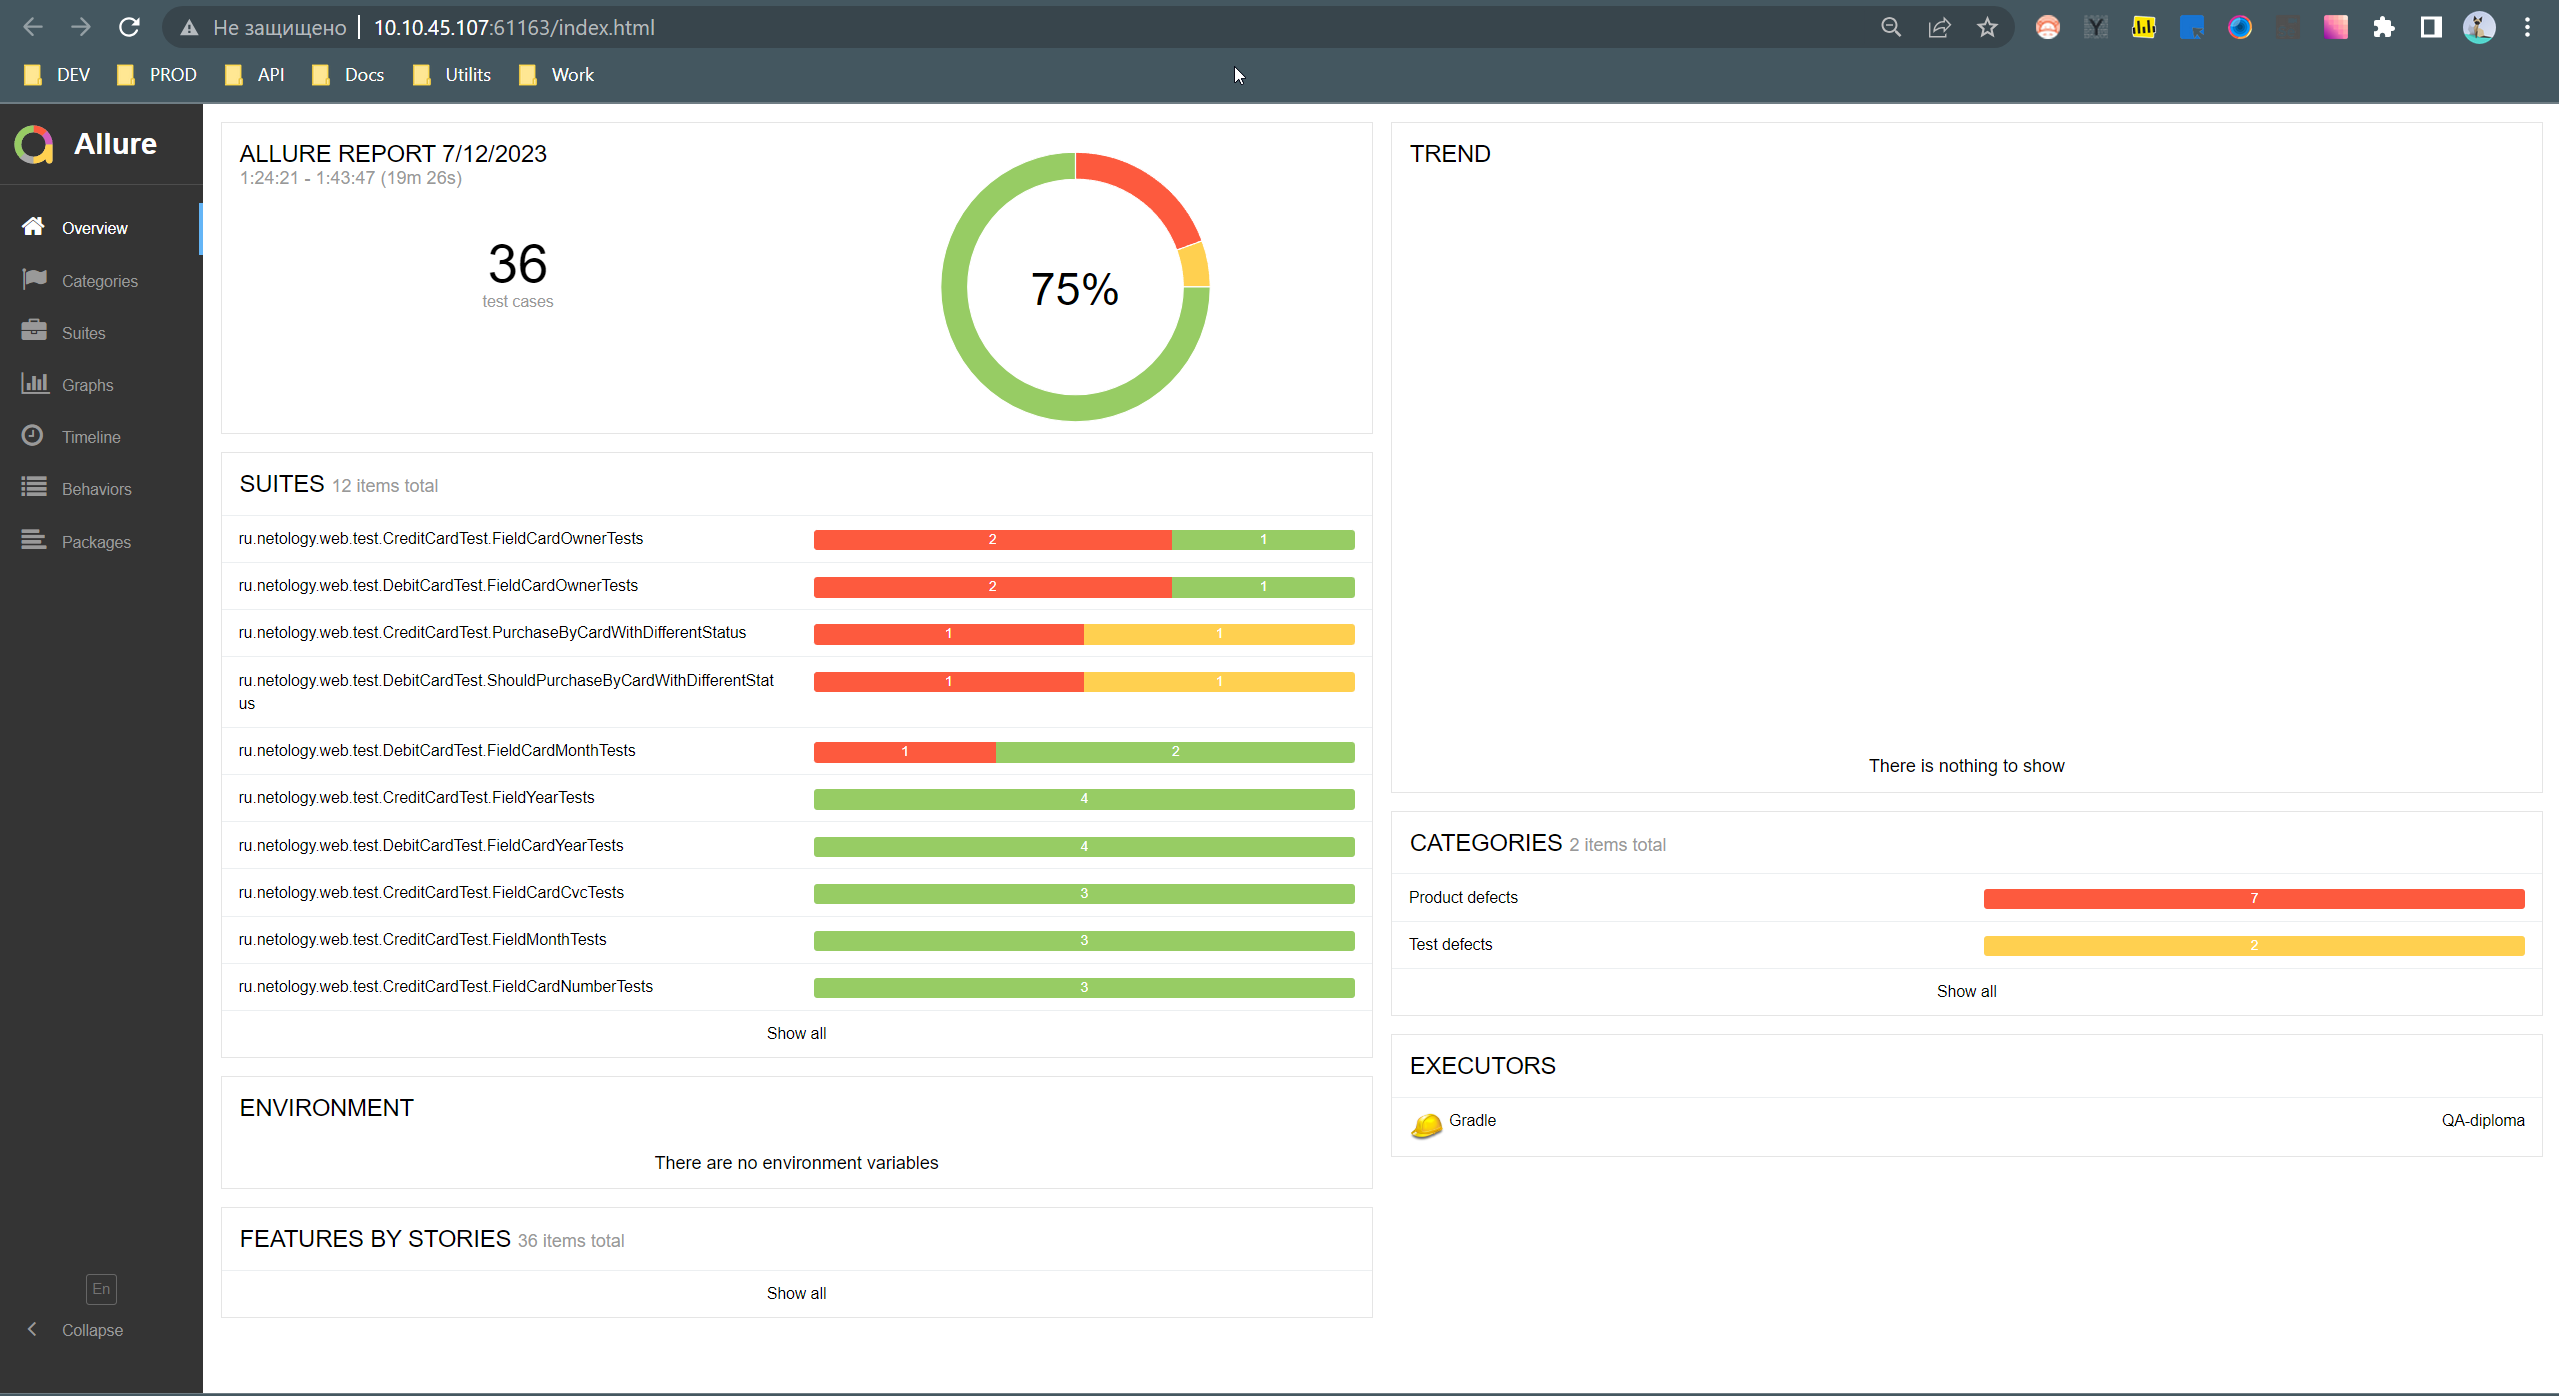 Не защищено
10.10.45.107:61163/index.html
DEV
PROD
API
Docs
Utilits
Work
Allure
Overview
Categories
Suites
Graphs
Timeline
Behaviors
Packages
En
Collapse
ALLURE REPORT 7/12/2023
1:24:21 - 1:43:47 (19m 26s)
36
test cases
75%
SUITES 12 items total
ru.netology.web.test.CreditCardTest.FieldCardOwnerTests
2
1
ru.netology.web.test.DebitCardTest.FieldCardOwnerTests
2
1
ru.netology.web.test.CreditCardTest.PurchaseByCardWithDifferentStatus
1
1
ru.netology.web.test.DebitCardTest.ShouldPurchaseByCardWithDifferentStat
us
1
1
ru.netology.web.test.DebitCardTest.FieldCardMonthTests
1
2
ru.netology.web.test.CreditCardTest.FieldYearTests
4
ru.netology.web.test.DebitCardTest.FieldCardYearTests
4
ru.netology.web.test.CreditCardTest.FieldCardCvcTests
3
ru.netology.web.test.CreditCardTest.FieldMonthTests
3
ru.netology.web.test.CreditCardTest.FieldCardNumberTests
3
Show all
ENVIRONMENT
There are no environment variables
FEATURES BY STORIES 36 items total
Show all
TREND
There is nothing to show
CATEGORIES 2 items total
Product defects
7
Test defects
2
Show all
EXECUTORS
Gradle
QA-diploma